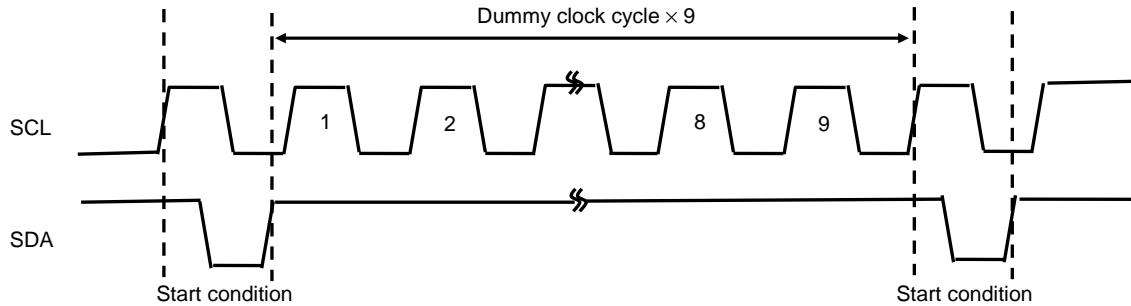 Dummy clock cycle × 9
SCL
1
2
8
9
SDA
Start condition
Start condition